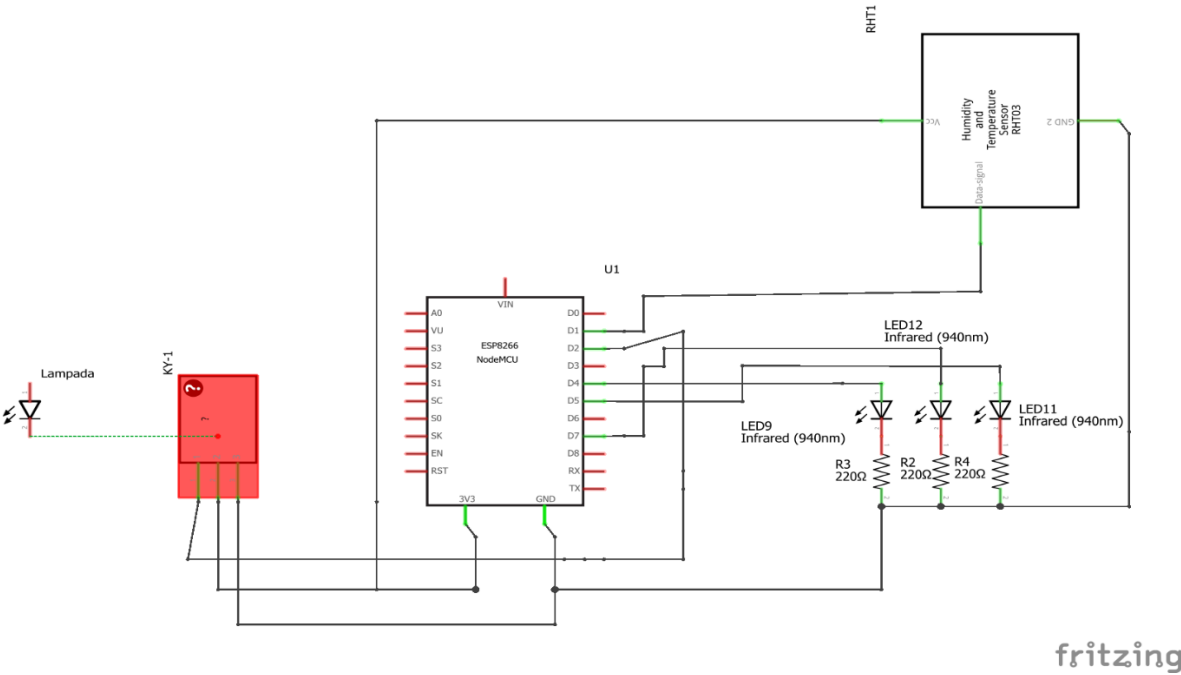 RHT1
Humidity
and
Temperature
Sensor
RHT03
Vcc
GND 2
Data-signal
U1
VIN
ESP8266
NodeMCU
A0
VU
S3
S2
S1
SC
S0
SK
EN
RST
D0
D1
D2
D3
D4
D5
D6
D7
D8
RX
TX
3V3
GND
KY-1
?
?
Lampada
1
2
LED12
Infrared (940nm)
LED11
Infrared (940nm)
LED9
Infrared (940nm)
R3
220Ω
R2
220Ω
R4
220Ω
fritzing